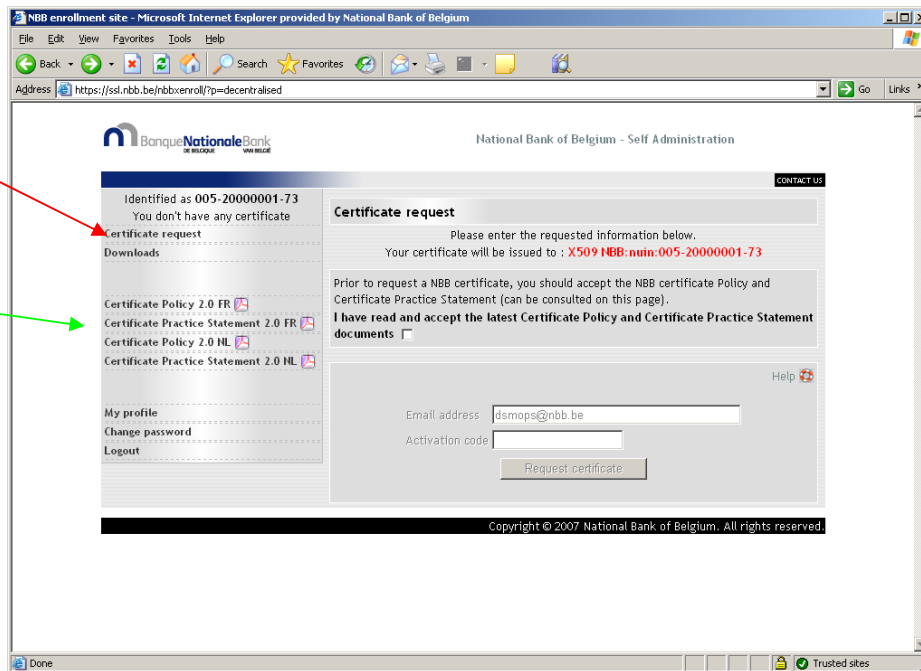 NBB enrollment site - Microsoft Internet Explorer provided by National Bank of Belgium
File Edit View Favorites Tools Help
Back Search Favorites
Address https://ssl.nbb.be/nbbxenroll/?p=decentralised Go Links
BanqueNationaleBank
DE BELGIQUE VAN BELGIË
National Bank of Belgium - Self Administration
CONTACT US
Identified as 005-20000001-73
You don't have any certificate
Certificate request
Downloads
Certificate Policy 2.0 FR
Certificate Practice Statement 2.0 FR
Certificate Policy 2.0 NL
Certificate Practice Statement 2.0 NL
My profile
Change password
Logout
Certificate request
Please enter the requested information below.
Your certificate will be issued to : X509 NBB:nuin:005-20000001-73
Prior to request a NBB certificate, you should accept the NBB certificate Policy and
Certificate Practice Statement (can be consulted on this page).
I have read and accept the latest Certificate Policy and Certificate Practice Statement
documents
Help
Email address dsmops@nbb.be
Activation code
Request certificate
Copyright © 2007 National Bank of Belgium. All rights reserved.
Done Trusted sites